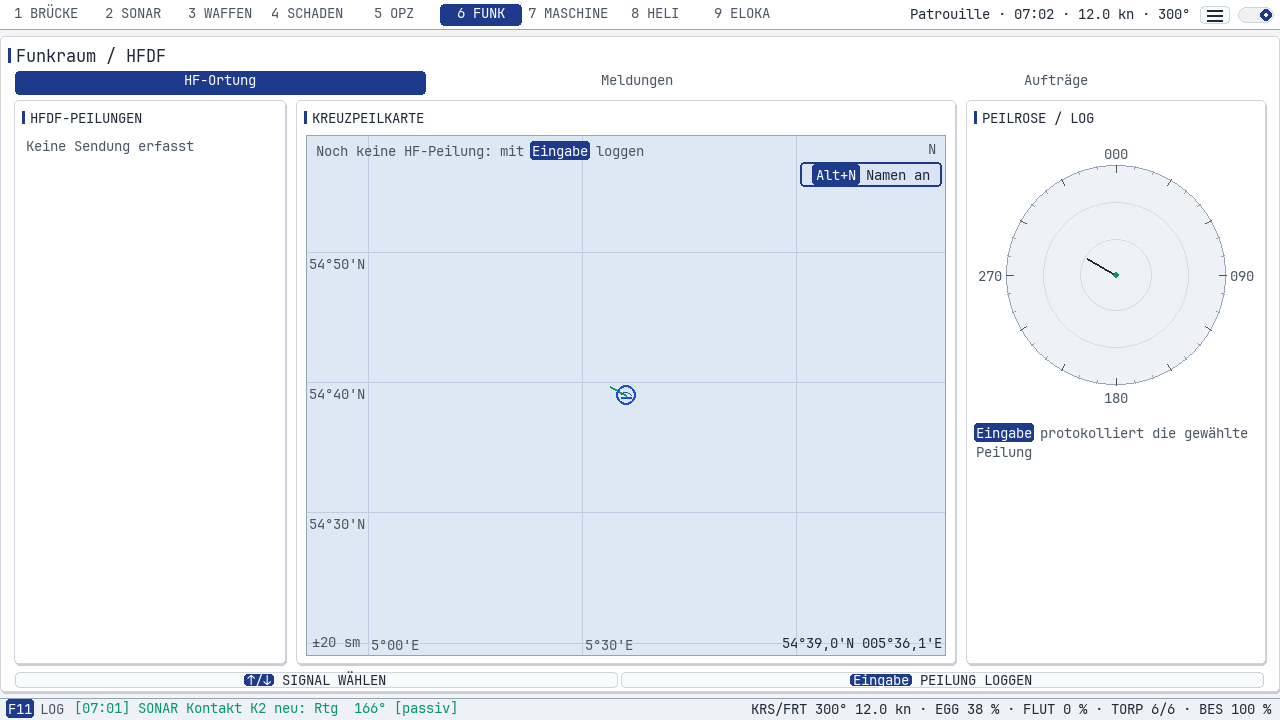 1 BRÜCKE 2 SONAR 3 WAFFEN 4 SCHADEN 5 OPZ 6 FUNK 7 MASCHINE 8 HELI 9 ELOKA Patrouille · 07:02 · 12.0 kn · 300°
Funkraum / HFDF
HF-Ortung Meldungen Aufträge
HFDF-PEILUNGEN
Keine Sendung erfasst
KREUZPEILKARTE
Noch keine HF-Peilung: mit Eingabe loggen
N
Alt+N Namen an
54°50'N
54°40'N
54°30'N
±20 sm 5°00'E 5°30'E 54°39,0'N 005°36,1'E
PEILROSE / LOG
000
270 090
180
Eingabe protokolliert die gewählte
Peilung
↑/↓ SIGNAL WÄHLEN Eingabe PEILUNG LOGGEN
F11 LOG [07:01] SONAR Kontakt K2 neu: Rtg 166° [passiv] KRS/FRT 300° 12.0 kn · EGG 38 % · FLUT 0 % · TORP 6/6 · BES 100 %